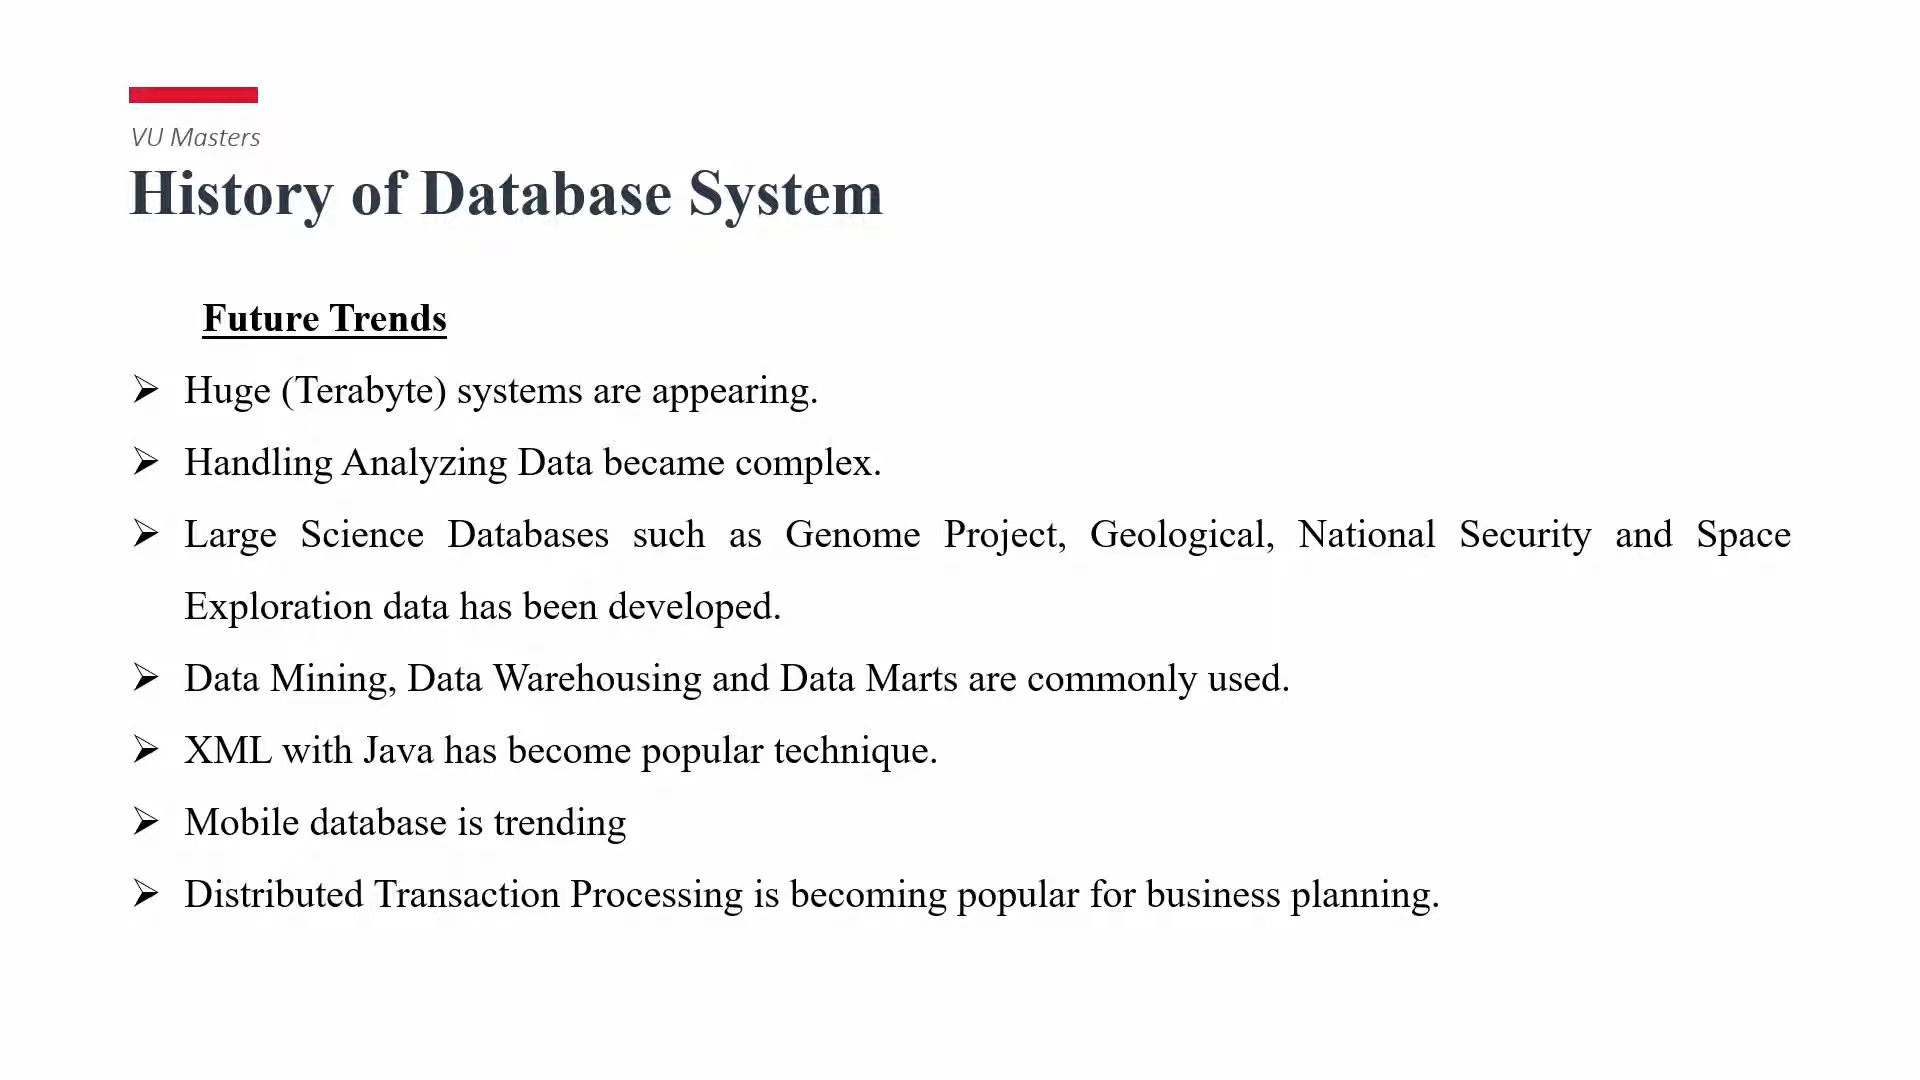 VU Masters
History of Database System
Future Trends
➢ Huge (Terabyte) systems are appearing.
➢ Handling Analyzing Data became complex.
➢ Large Science Databases such as Genome Project, Geological, National Security and Space
Exploration data has been developed.
➢ Data Mining, Data Warehousing and Data Marts are commonly used.
➢ XML with Java has become popular technique.
➢ Mobile database is trending
➢ Distributed Transaction Processing is becoming popular for business planning.